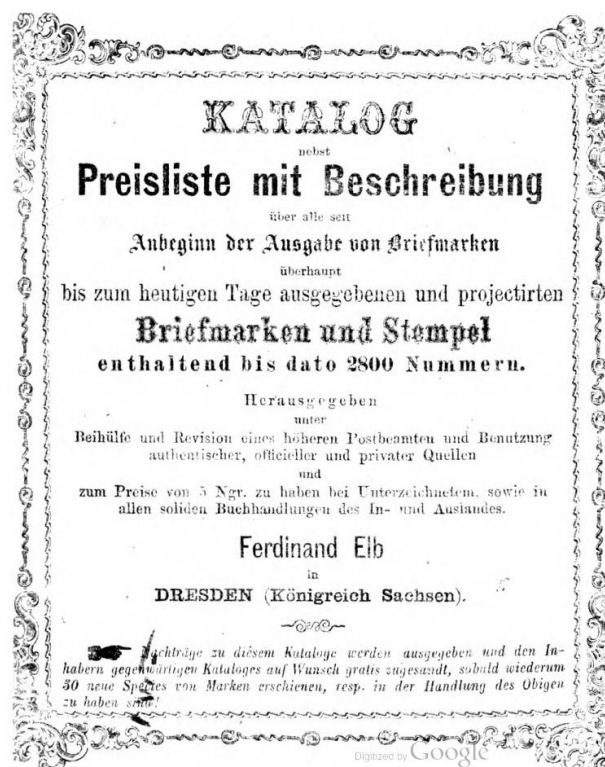 KATALOG
nebst
Preisliste mit Beschreibung
über alle seit
Anbeginn der Ausgabe von Briefmarken
überhaupt
bis zum heutigen Tage ausgegebenen und projectirten
Briefmarken und Stempel
enthaltend bis dato 2800 Nummern.
Herausgegeben
unter
Beihülfe und Revision eines höheren Postbeamten und Benutzung
authentischer, officieller und privater Quellen
und
zum Preise von 5 Ngr. zu haben bei Unterzeichnetem, sowie in
allen soliden Buchhandlungen des In- und Auslandes.
Ferdinand Elb
in
DRESDEN (Königreich Sachsen).
Nachträge zu diesem Kataloge werden ausgegeben und den In-
habern gegenwärtigen Kataloges auf Wunsch gratis zugesandt, sobald wiederum
50 neue Species von Marken erschienen, resp. in der Handlung des Obigen
zu haben sind!
Digitized by Google